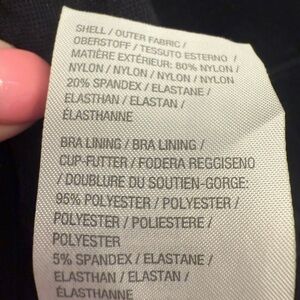 SHELL / OUTER FABRIC /
OBERSTOFF / TESSUTO ESTERNO /
MATIÈRE EXTÉRIEUR: 80% NYLON /
NYLON / NYLON / NYLON / NYLON
20% SPANDEX / ELASTANE /
ELASTHAN / ELASTAN /
ÉLASTHANNE
BRA LINING / BRA LINING /
CUP-FUTTER / FODERA REGGISENO
/ DOUBLURE DU SOUTIEN-GORGE:
95% POLYESTER / POLYESTER /
POLYESTER / POLIESTERE /
POLYESTER
5% SPANDEX / ELASTANE /
ELASTHAN / ELASTAN /
ÉLASTHANNE